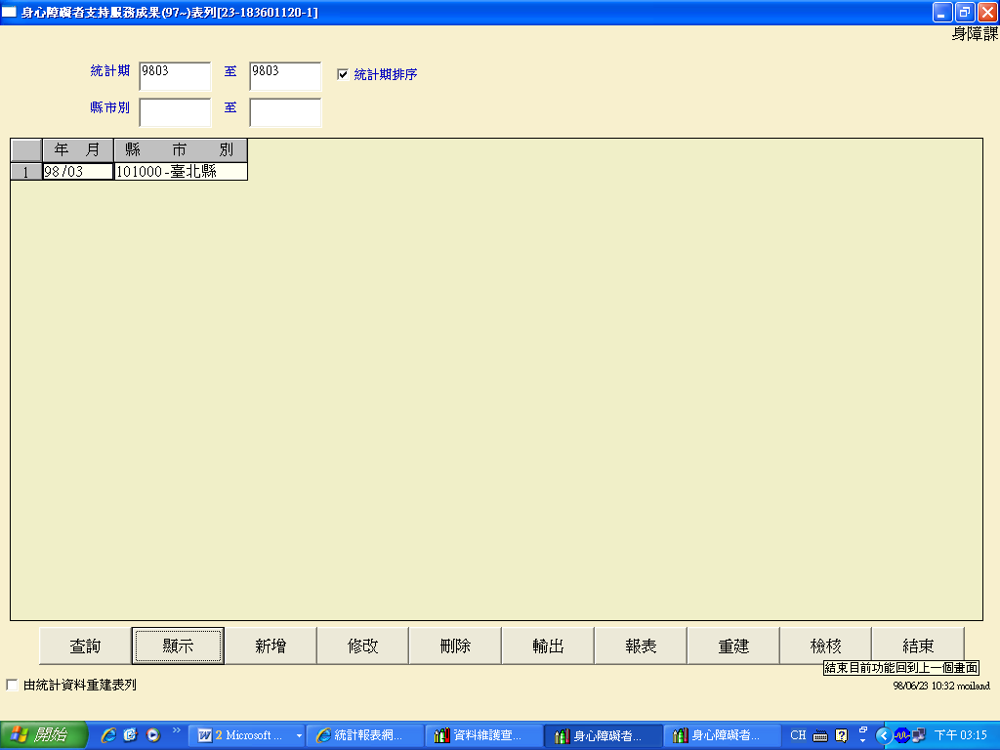 身心障礙者支持服務成果(97~)表列[23-183601120-1]
身障課
統計期 9803 至 9803 統計期排序
縣市別 至
年 月 縣 市 別
1 98/03 101000-臺北縣
查詢 顯示 新增 修改 刪除 輸出 報表 重建 檢核 結束
結束目前功能回到上一個畫面
由統計資料重建表列
98/06/23 10:32 moiland
開始 » 2 Microsoft ... 統計報表網... 資料維護查... 身心障礙者... 身心障礙者... CH 下午 03:15